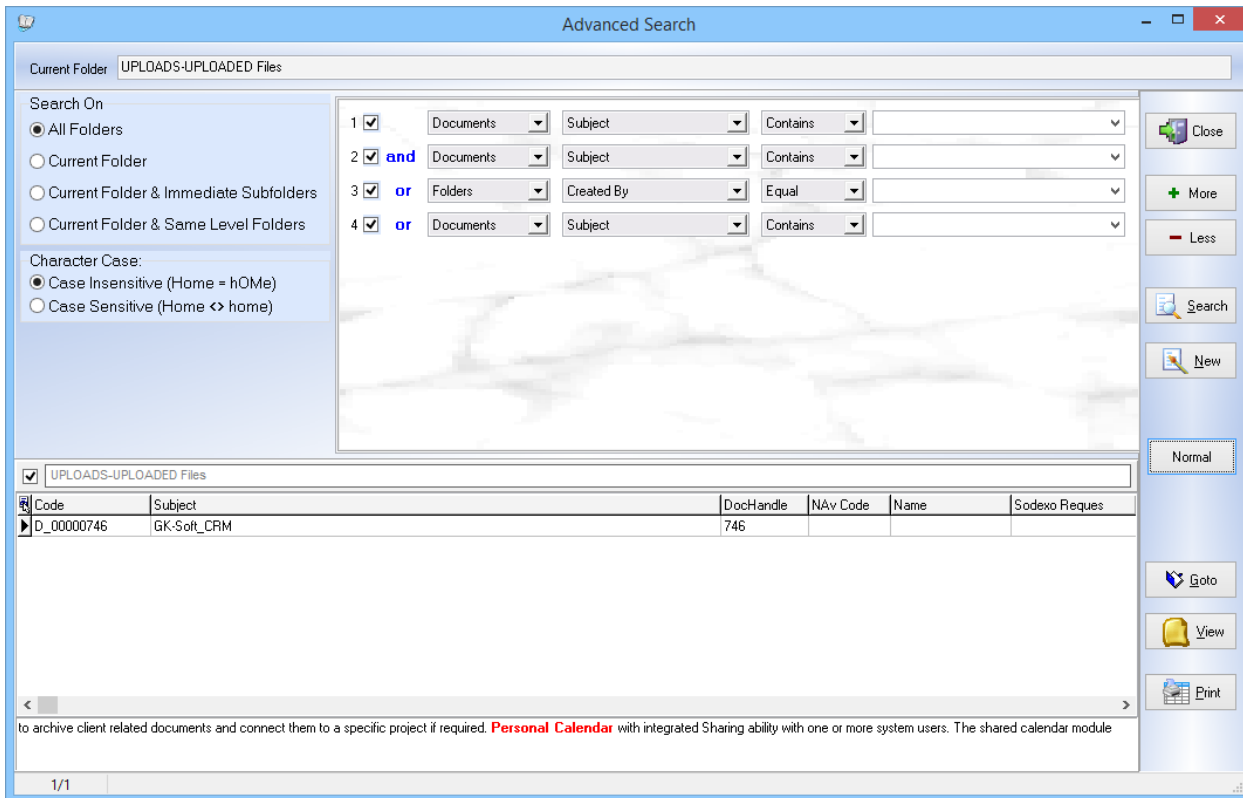 Advanced Search
Current Folder UPLOADS-UPLOADED Files
Search On
All Folders
Current Folder
Current Folder & Immediate Subfolders
Current Folder & Same Level Folders
Character Case:
Case Insensitive (Home = hOMe)
Case Sensitive (Home <> home)
1 Documents Subject Contains
2 and Documents Subject Contains
3 or Folders Created By Equal
4 or Documents Subject Contains
Close
More
Less
Search
New
Normal
Goto
View
Print
UPLOADS-UPLOADED Files
Code Subject DocHandle NAv Code Name Sodexo Reques
D_00000746 GK-Soft_CRM 746
to archive client related documents and connect them to a specific project if required. Personal Calendar with integrated Sharing ability with one or more system users. The shared calendar module
1/1